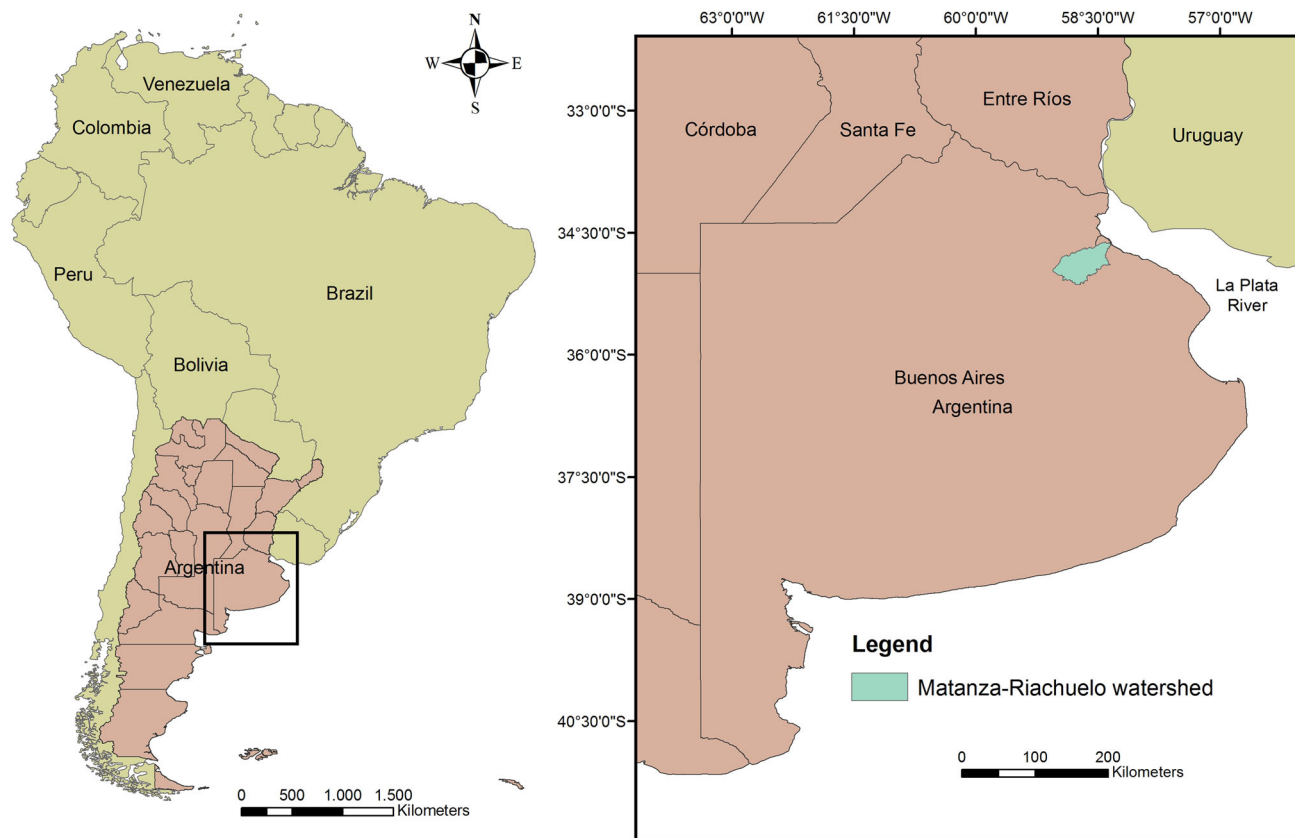 N
W
E
S
Venezuela
Colombia
Peru
Brazil
Bolivia
Argentina
0 500 1.000 1.500
Kilometers
63°0'0"W 61°30'0"W 60°0'0"W 58°30'0"W 57°0'0"W
33°0'0"S
34°30'0"S
36°0'0"S
37°30'0"S
39°0'0"S
40°30'0"S
Entre Ríos
Córdoba
Santa Fe
Uruguay
La Plata
River
Buenos Aires
Argentina
Legend
Matanza-Riachuelo watershed
0 100 200
Kilometers